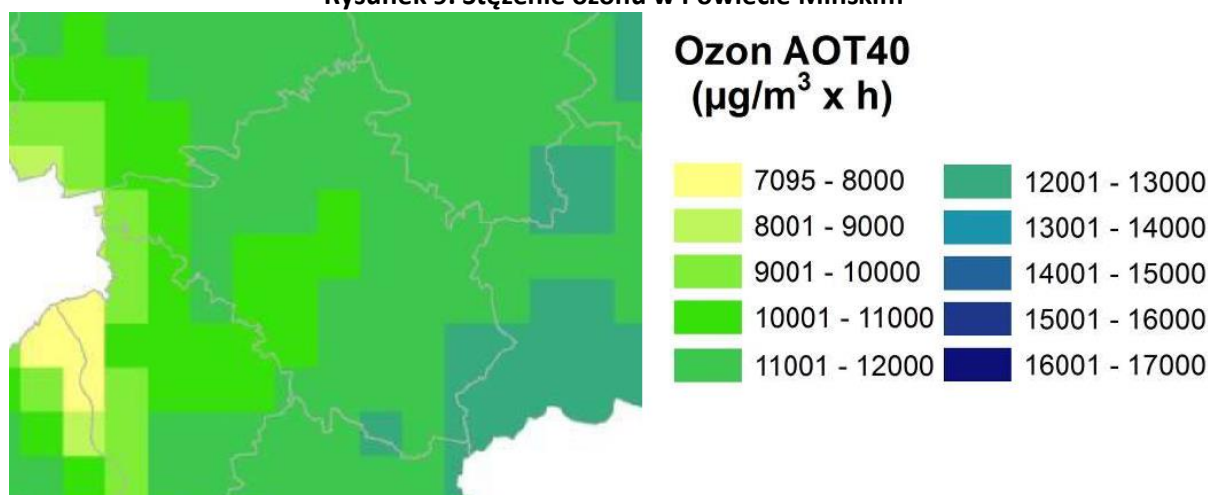 Rysunek 9. Stężenie ozonu w Powiecie Mińskim
Ozon AOT40
(µg/m³ x h)
7095 - 8000
8001 - 9000
9001 - 10000
10001 - 11000
11001 - 12000
12001 - 13000
13001 - 14000
14001 - 15000
15001 - 16000
16001 - 17000